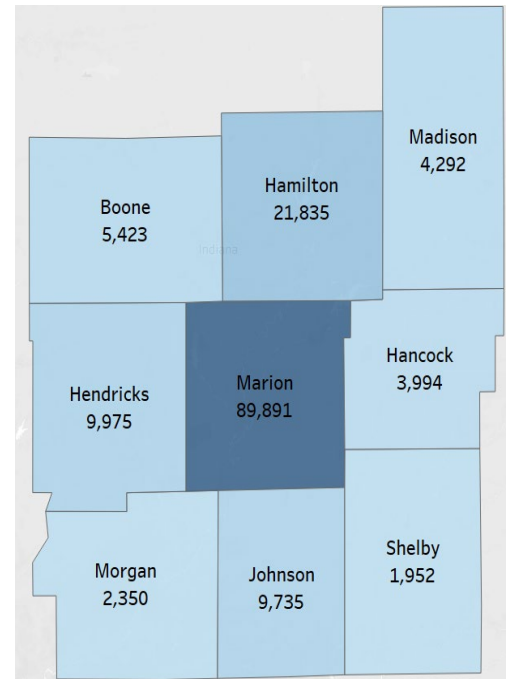 Madison
4,292
Hamilton
21,835
Boone
5,423
Indiana
Hancock
3,994
Marion
89,891
Hendricks
9,975
Shelby
1,952
Morgan
2,350
Johnson
9,735